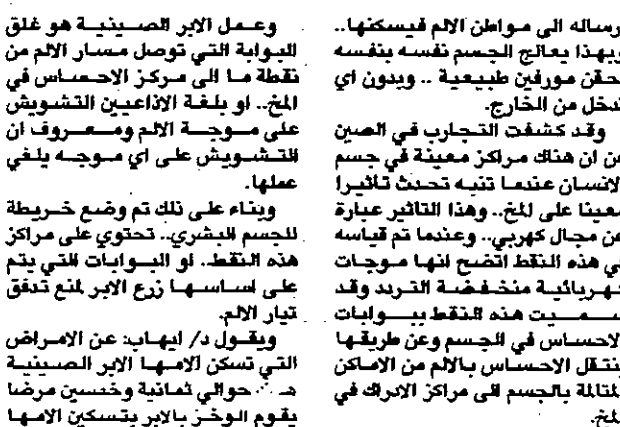 رساله الى مواطن الالم فيسكنها..
وبهذا يعالج الجسم نفسه بنفسه
بحقن مورفين طبيعية .. وبدون اي
تدخل من الخارج.
وقد كشفت التجارب في الصين
عن ان هناك مراكز معينة في جسم
الانسان عندما تنبه تحدث تاثيرا
معينا على المخ.. وهذا التاثير عبارة
عن مجال كهربي.. وعندما تم قياسه
في هذه النقط اتضح انها موجات
كهربائية منخفضة التردد وقد
سميت هذه النقط ببوابات
الاحساس في الجسم وعن طريقها
ينتقل الاحساس بالالم من الاماكن
المتالمة بالجسم الى مراكز الادراك في
المخ.
وعمل الابر الصينية هو غلق
البوابة التي توصل مسار الالم من
نقطة ما الى مركز الاحساس في
المخ.. او بلغة الاذاعيين التشويش
على موجة الالم ومعروف ان
التشويش على اي موجه يلغي
عملها.
وبناء على ذلك تم وضع خريطة
للجسم البشري.. تحتوي على مراكز
هذه النقط.. او البوابات التي يتم
على اساسها زرع الابر لمنع تدفق
تيار الالم.
ويقول د/ ايهاب: عن الامراض
التي تسكن آلامها الابر الصينية
حوالي ثمانية وخمسين مرضا
يقوم الوخز بالابر بتسكين الامها